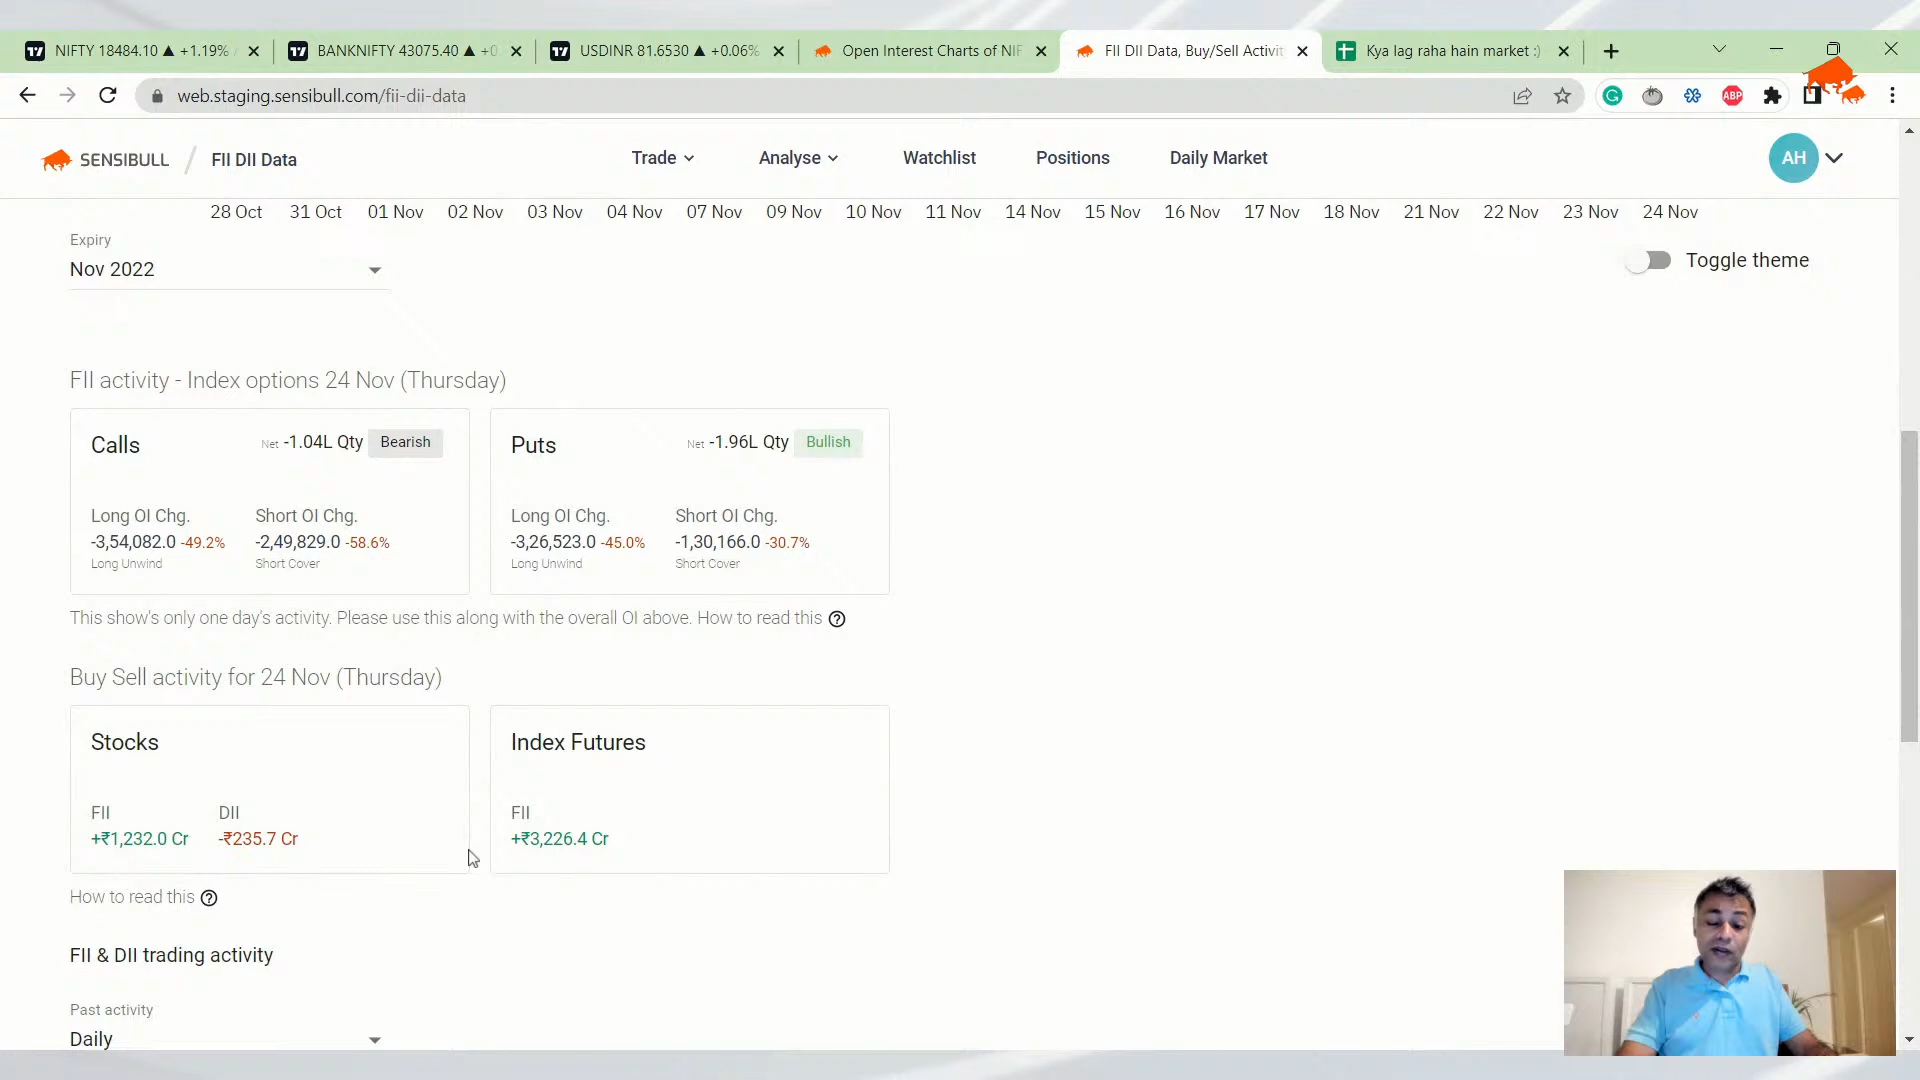 NIFTY 18484.10 ▲ +1.19%
BANKNIFTY 43075.40 ▲ +0
USDINR 81.6530 ▲ +0.06%
Open Interest Charts of NIF
FII DII Data, Buy/Sell Activit
Kya lag raha hain market :)
web.staging.sensibull.com/fii-dii-data
ABP
SENSIBULL / FII DII Data
Trade
Analyse
Watchlist
Positions
Daily Market
AH
28 Oct 31 Oct 01 Nov 02 Nov 03 Nov 04 Nov 07 Nov 09 Nov 10 Nov 11 Nov 14 Nov 15 Nov 16 Nov 17 Nov 18 Nov 21 Nov 22 Nov 23 Nov 24 Nov
Expiry
Nov 2022
Toggle theme
FII activity - Index options 24 Nov (Thursday)
Calls Net -1.04L Qty Bearish
Long OI Chg. Short OI Chg.
-3,54,082.0 -49.2% -2,49,829.0 -58.6%
Long Unwind Short Cover
Puts Net -1.96L Qty Bullish
Long OI Chg. Short OI Chg.
-3,26,523.0 -45.0% -1,30,166.0 -30.7%
Long Unwind Short Cover
This show's only one day's activity. Please use this along with the overall OI above. How to read this ?
Buy Sell activity for 24 Nov (Thursday)
Stocks
FII DII
+₹1,232.0 Cr -₹235.7 Cr
Index Futures
FII
+₹3,226.4 Cr
How to read this ?
FII & DII trading activity
Past activity
Daily